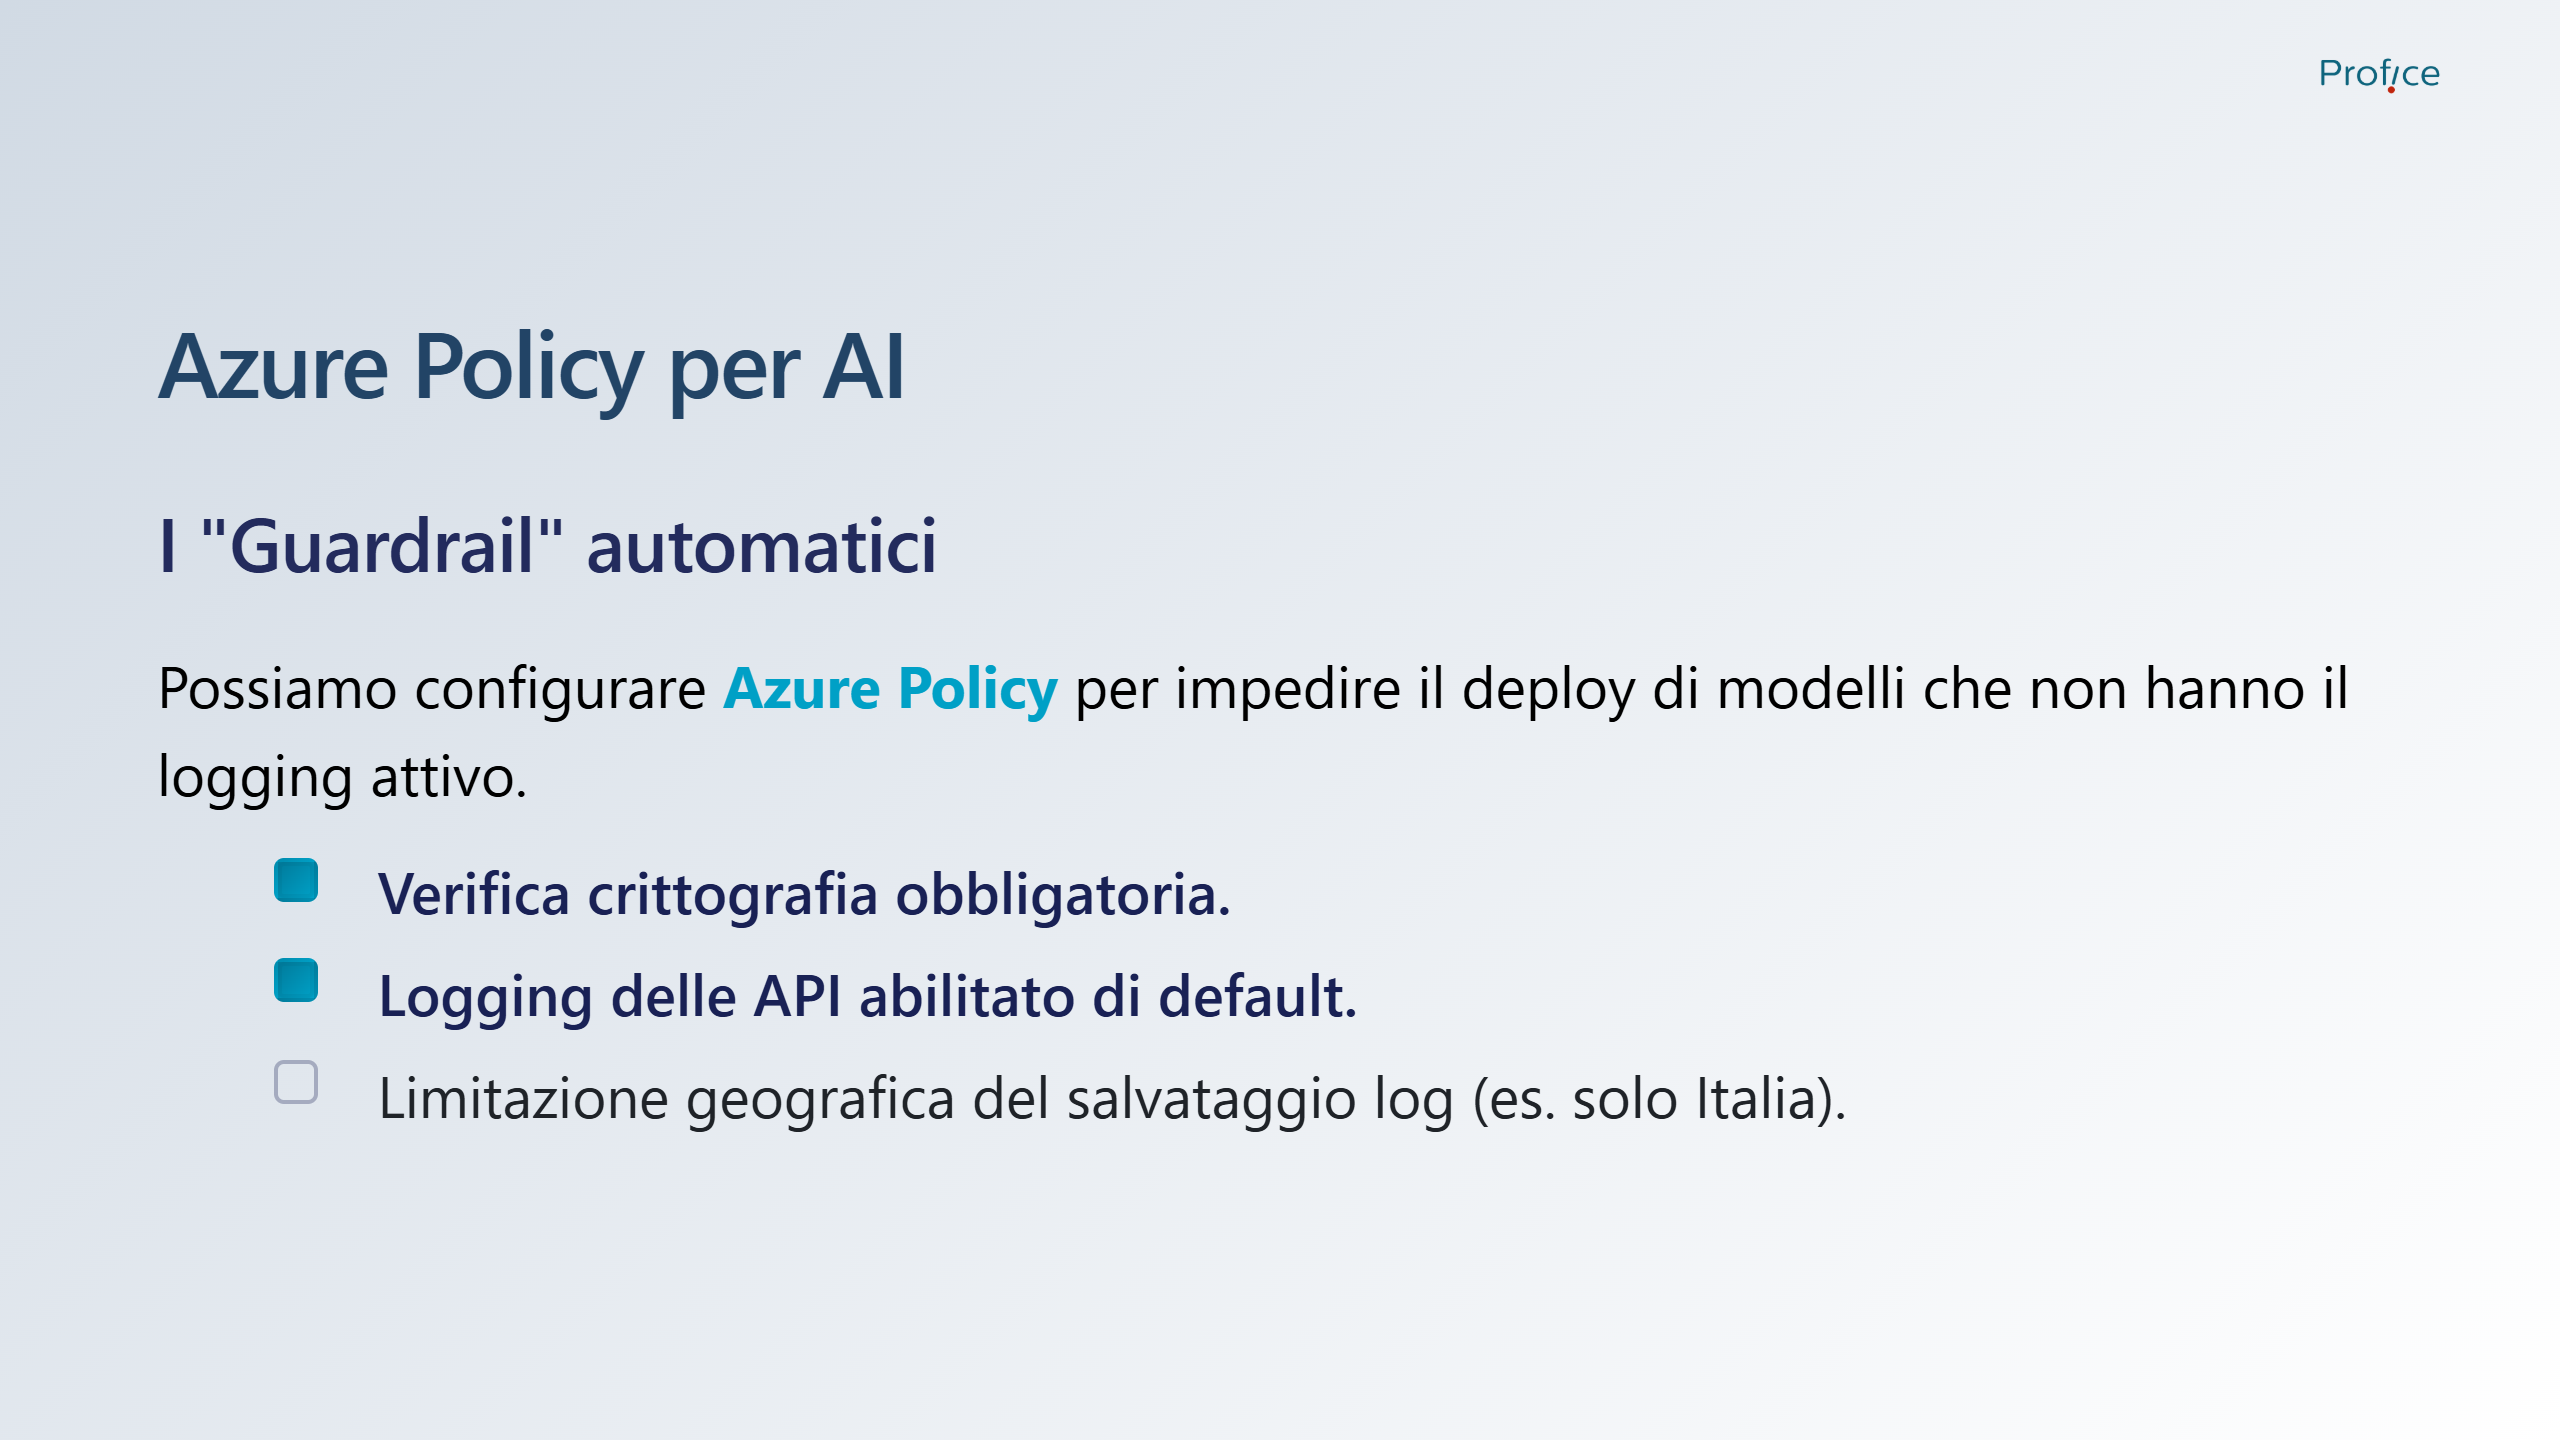 Profice
Azure Policy per AI
I "Guardrail" automatici
Possiamo configurare Azure Policy per impedire il deploy di modelli che non hanno il
logging attivo.
Verifica crittografia obbligatoria.
Logging delle API abilitato di default.
Limitazione geografica del salvataggio log (es. solo Italia).